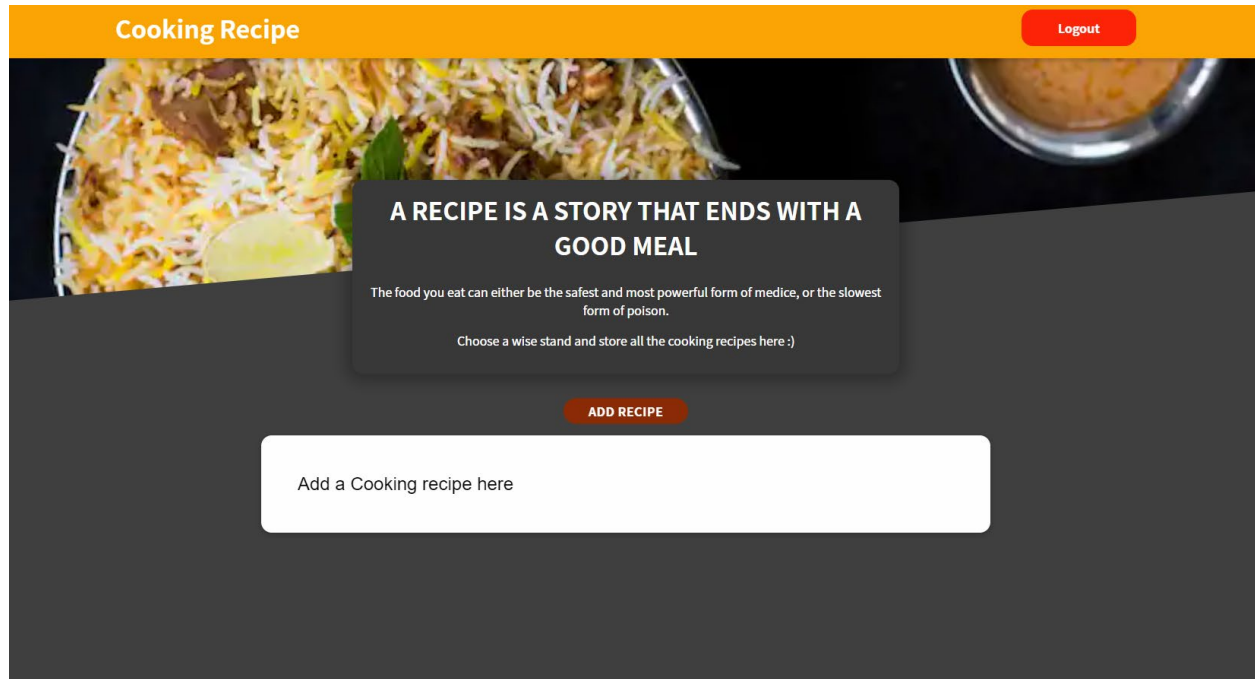 Cooking Recipe
Logout
A RECIPE IS A STORY THAT ENDS WITH A
GOOD MEAL
The food you eat can either be the safest and most powerful form of medice, or the slowest
form of poison.
Choose a wise stand and store all the cooking recipes here :)
ADD RECIPE
Add a Cooking recipe here